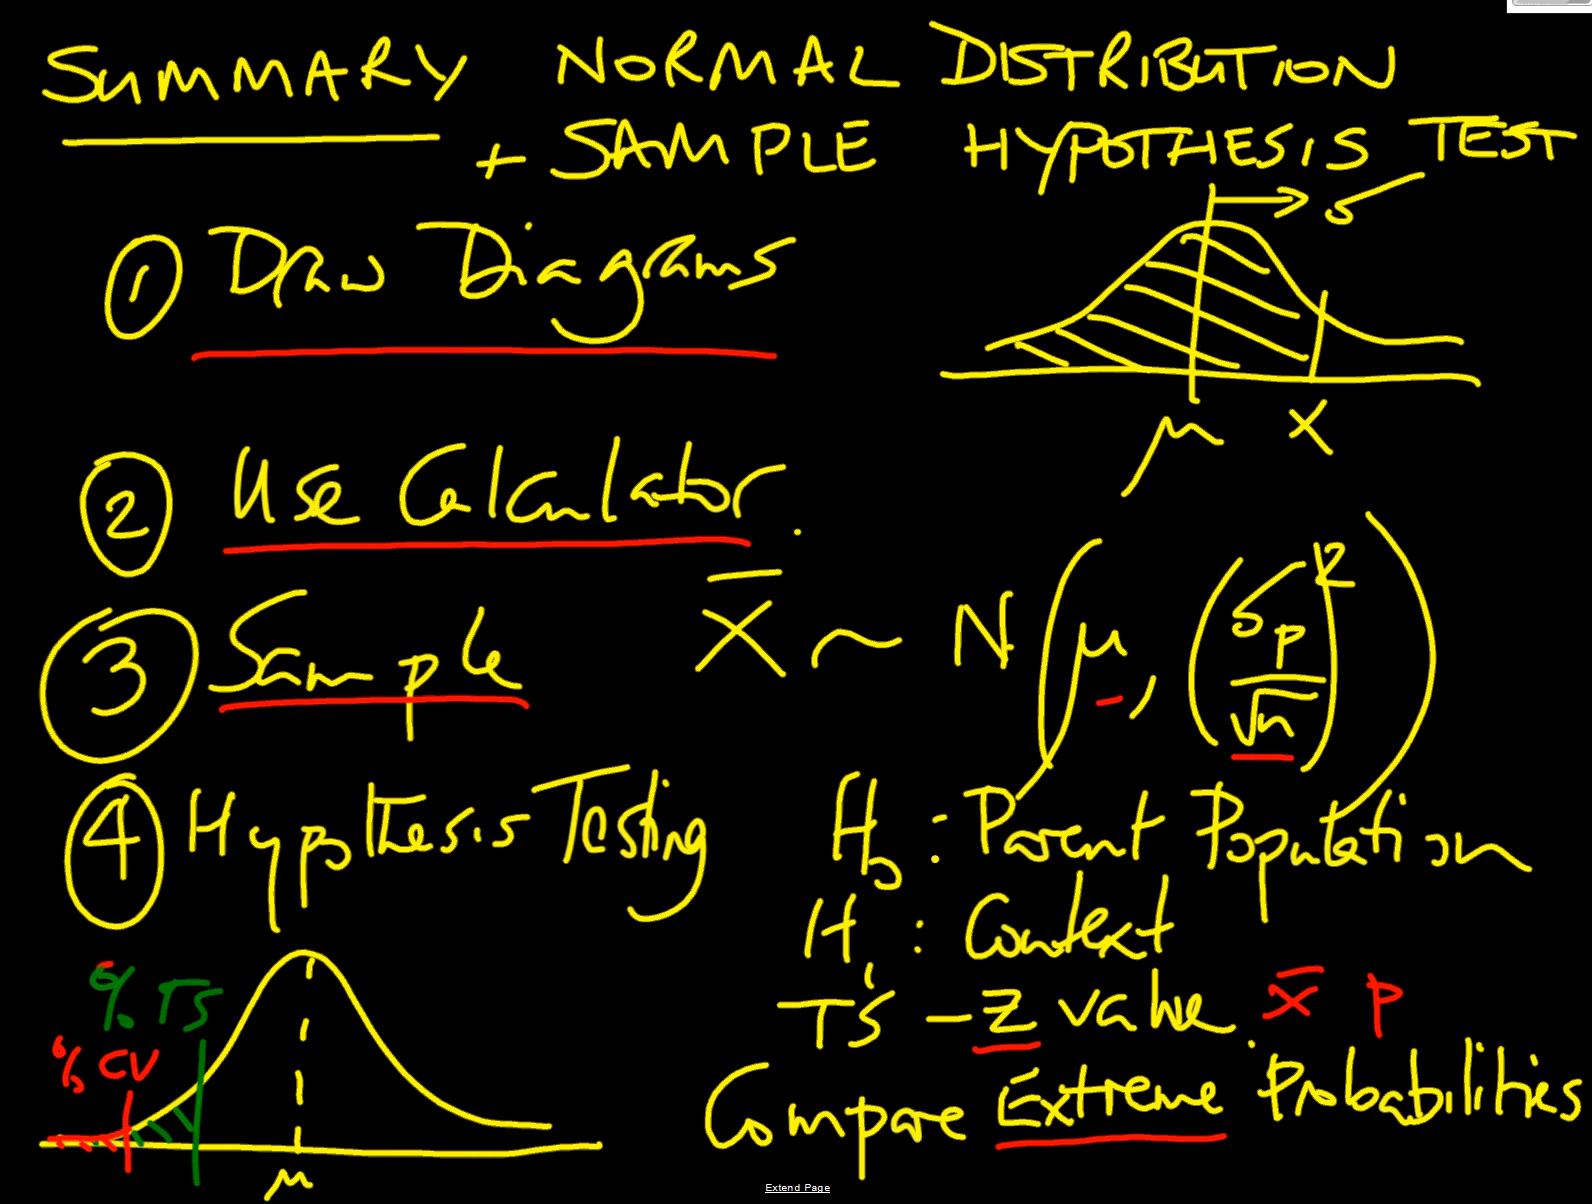 SUMMARY NORMAL DISTRIBUTION
+ SAMPLE HYPOTHESIS TEST
① Draw Diagrams
σ
μ x
② Use Calculator.
③ Sample X̄ ~ N(μ, (σp/√n)²)
④ Hypothesis Testing H₀: Parent Population
H₁: Context
TS – Z value. x̄ p
Compare Extreme Probabilities
% TS
% CV
μ
Extend Page